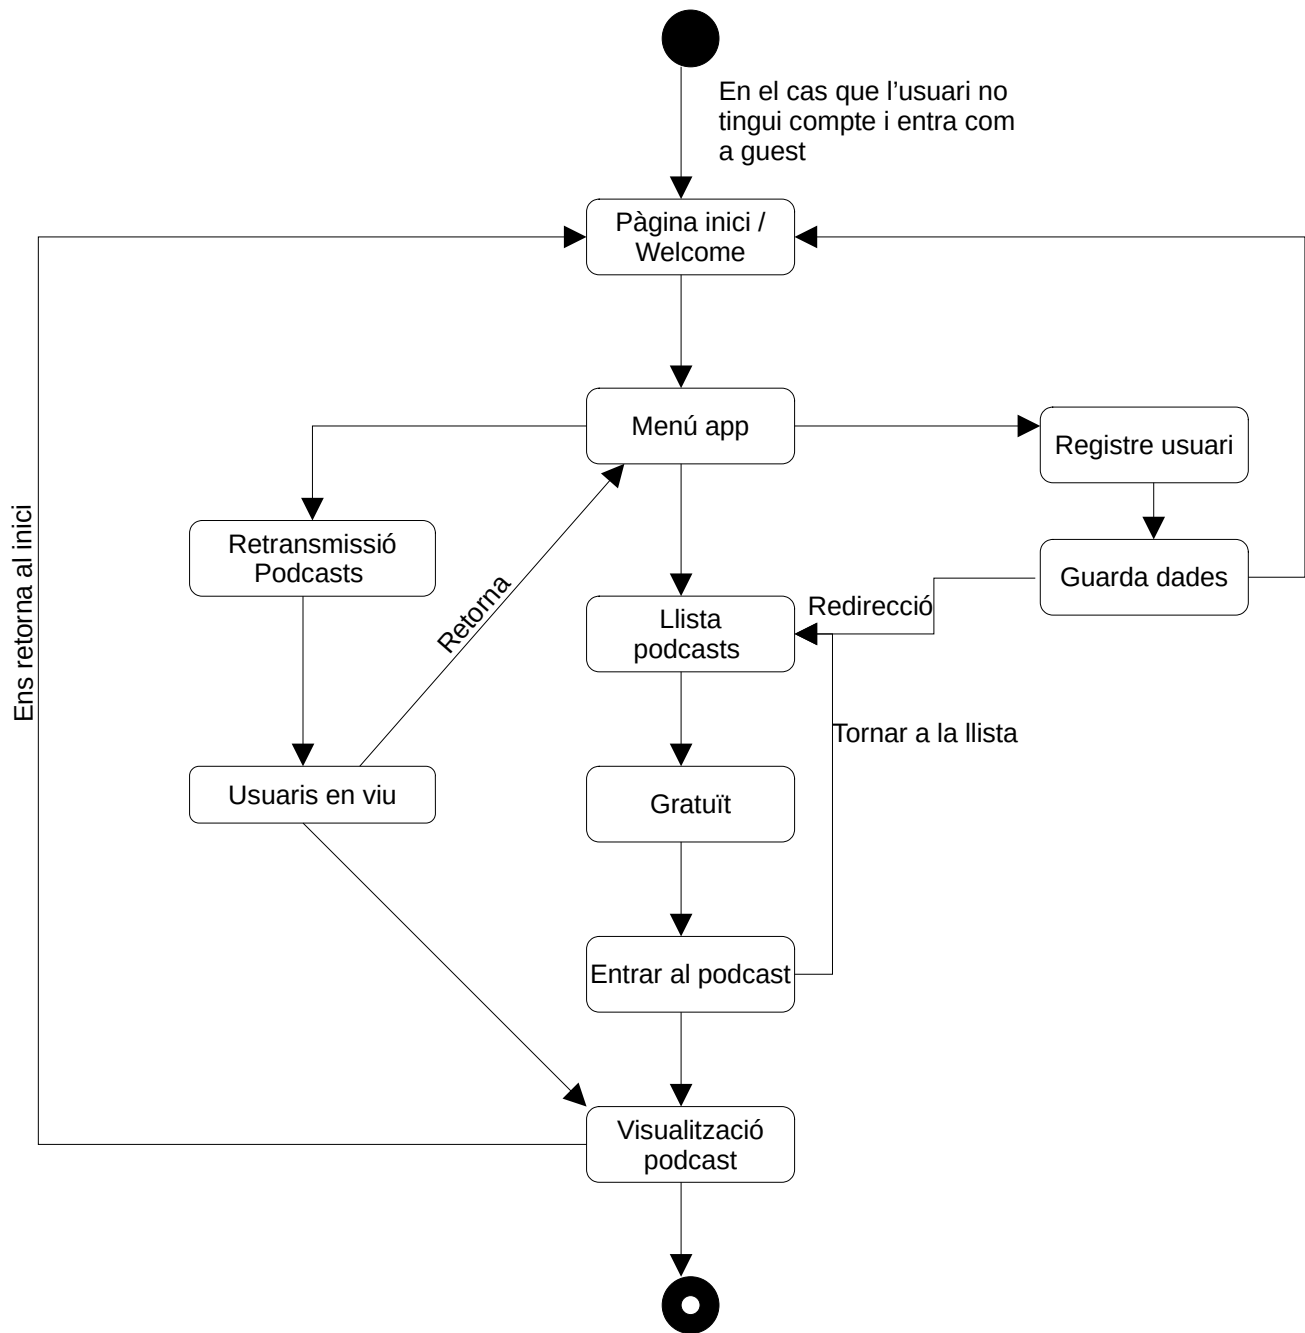 En el cas que l’usuari no
tingui compte i entra com
a guest
Pàgina inici /
Welcome
Menú app
Registre usuari
Retransmissió
Podcasts
Guarda dades
Ens retorna al inici
Retorna
Redirecció
Llista
podcasts
Tornar a la llista
Usuaris en viu
Gratuït
Entrar al podcast
Visualització
podcast